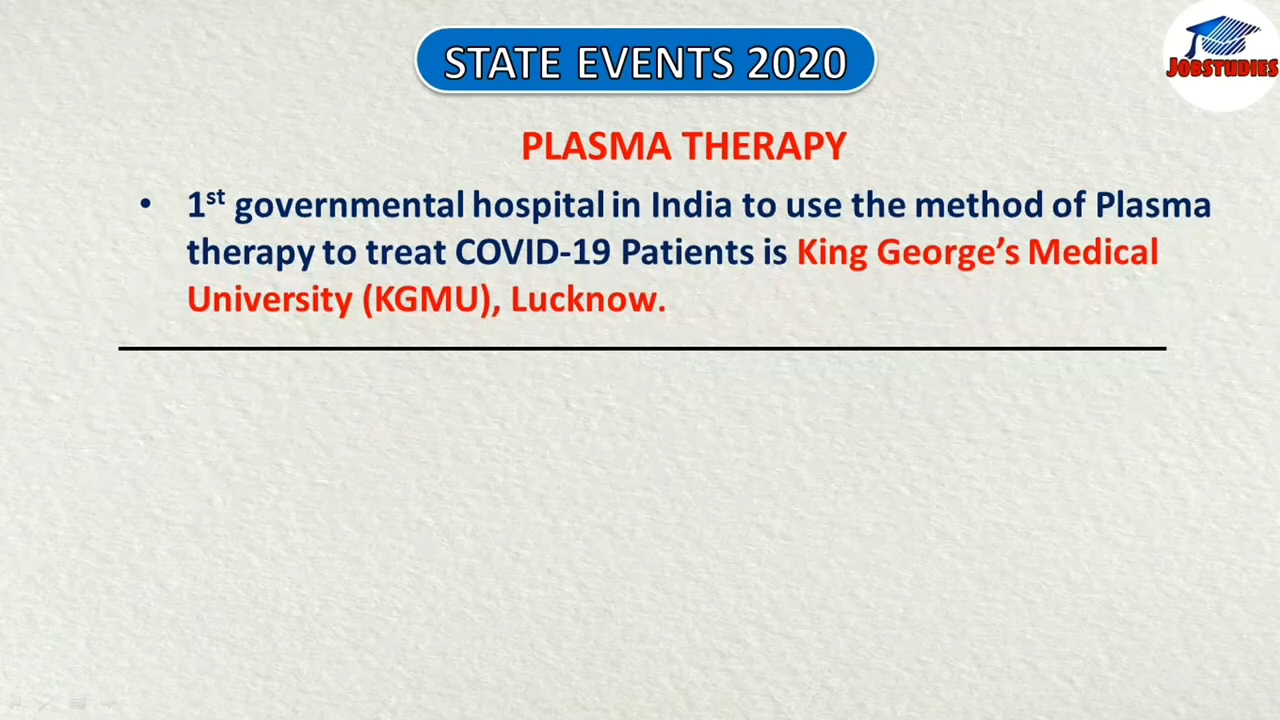 STATE EVENTS 2020
JOBSTUDIES
PLASMA THERAPY
• 1st governmental hospital in India to use the method of Plasma
therapy to treat COVID-19 Patients is King George’s Medical
University (KGMU), Lucknow.